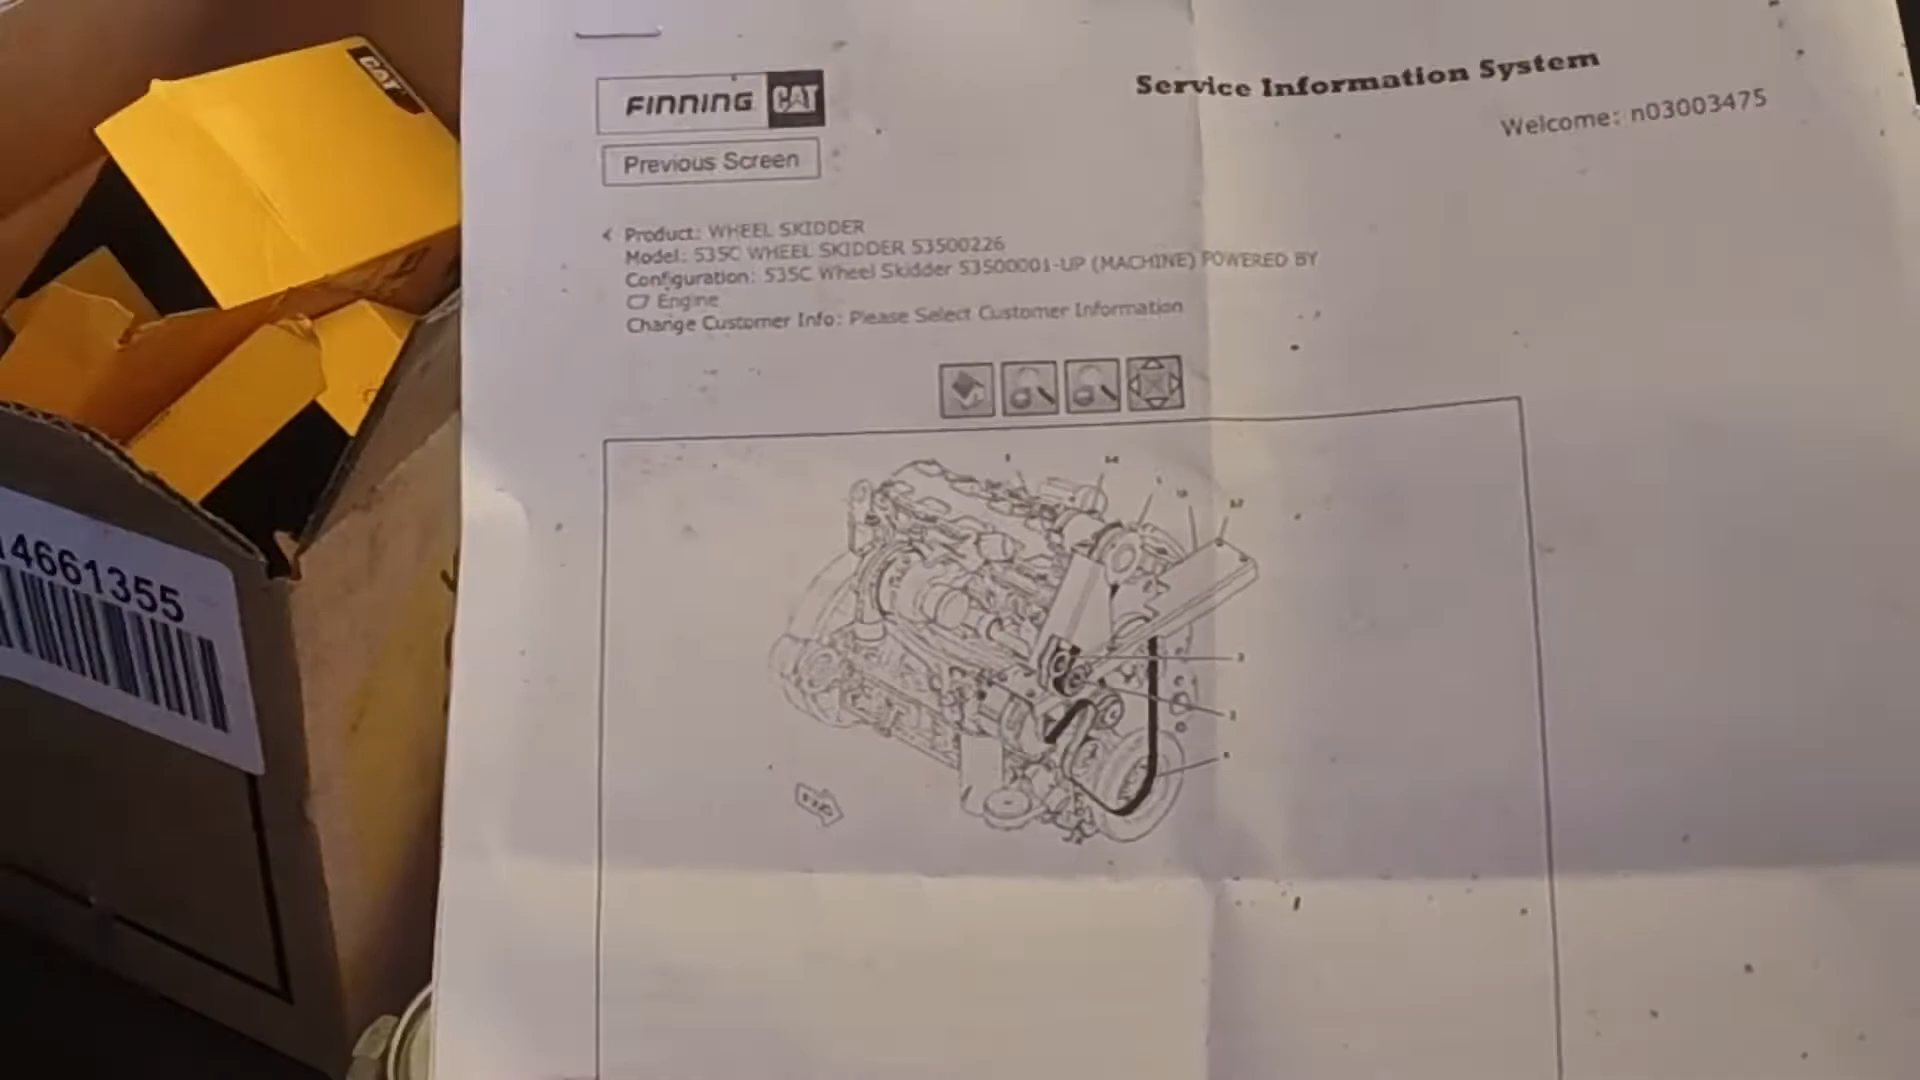 CAT
14661355
FINNING CAT
Service Information System
Welcome: n03003475
Previous Screen
Product: WHEEL SKIDDER
Model: 535C WHEEL SKIDDER 53500226
Configuration: 535C Wheel Skidder 53500001-UP (MACHINE) POWERED BY
C7 Engine
Change Customer Info: Please Select Customer Information